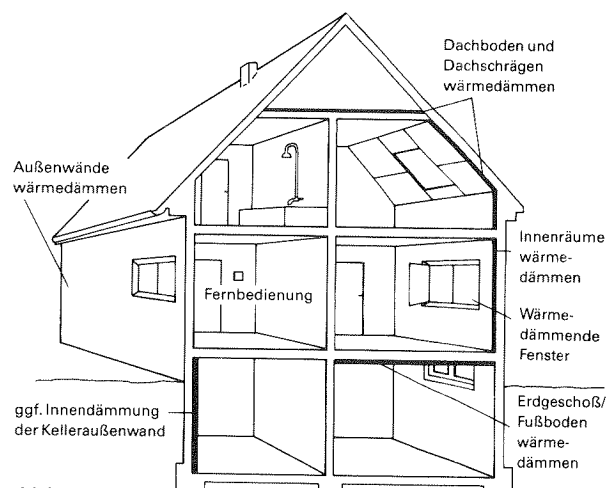 Dachboden und
Dachschrägen
wärmedämmen
Außenwände
wärmedämmen
Innenräume
wärme-
dämmen
Fernbedienung
Wärme-
dämmende
Fenster
ggf. Innendämmung
der Kelleraußenwand
Erdgeschoß/
Fußboden
wärme-
dämmen